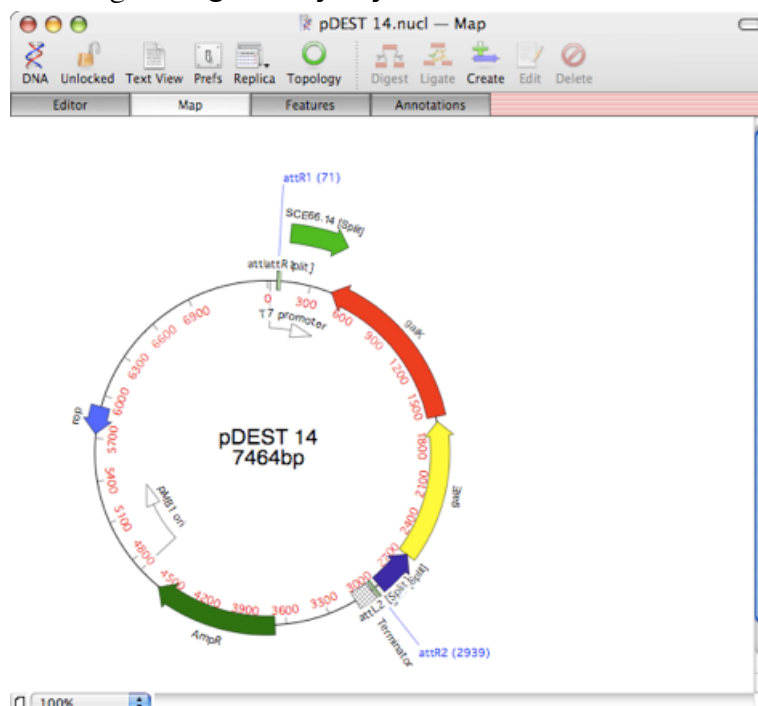 pDEST 14.nucl — Map
DNA Unlocked Text View Prefs Replica Topology Digest Ligate Create Edit Delete
Editor Map Features Annotations
attR1 (71)
SCE66.14 [Split]
0 300 600 900 1200 1500 1800 2100 2400 2700 3000 3300 3600 3900 4200 4500 4800 5100 5400 5700 6000 6300 6600 6900
T7 promoter
galK
galE
rop
pDEST 14
7464bp
pMB1 ori
AmpR
attL2 [Split]
Terminator
attR2 (2939)
100%